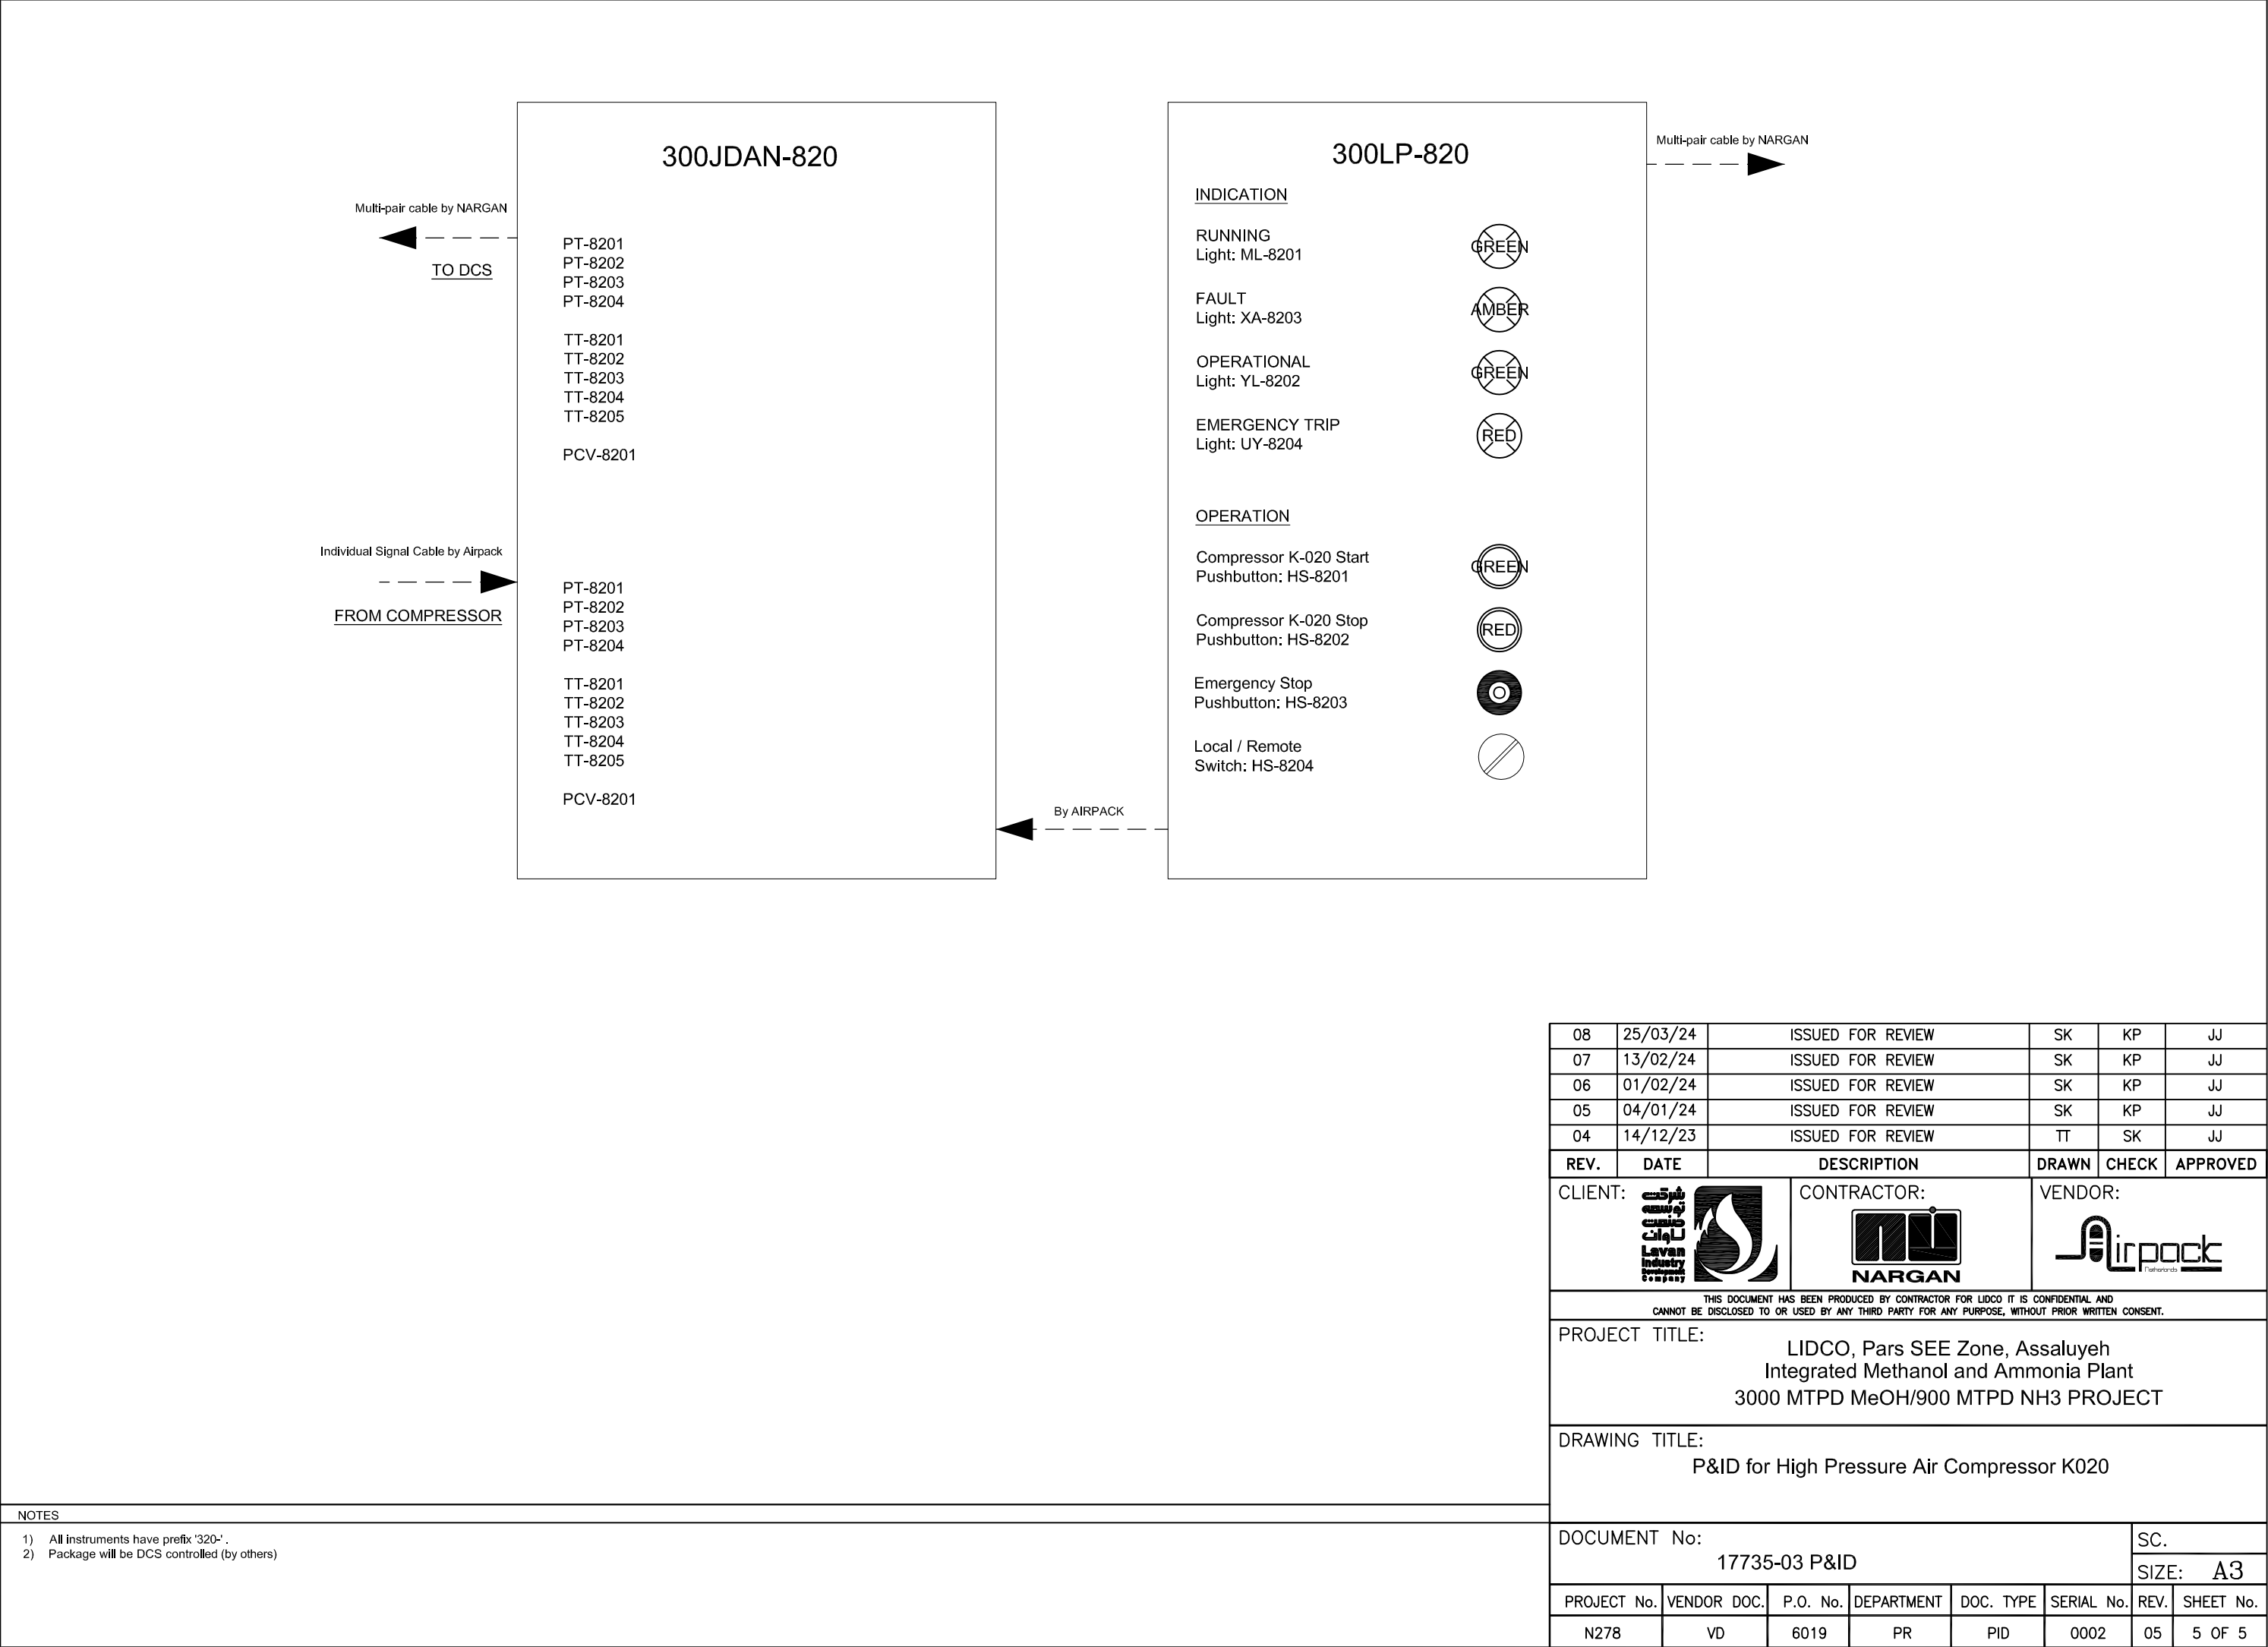 300JDAN-820
Multi-pair cable by NARGAN
TO DCS
PT-8201
PT-8202
PT-8203
PT-8204
TT-8201
TT-8202
TT-8203
TT-8204
TT-8205
PCV-8201
Individual Signal Cable by Airpack
FROM COMPRESSOR
PT-8201
PT-8202
PT-8203
PT-8204
TT-8201
TT-8202
TT-8203
TT-8204
TT-8205
PCV-8201
By AIRPACK
300LP-820
Multi-pair cable by NARGAN
INDICATION
RUNNING
Light: ML-8201
GREEN
FAULT
Light: XA-8203
AMBER
OPERATIONAL
Light: YL-8202
GREEN
EMERGENCY TRIP
Light: UY-8204
RED
OPERATION
Compressor K-020 Start
Pushbutton: HS-8201
GREEN
Compressor K-020 Stop
Pushbutton: HS-8202
RED
Emergency Stop
Pushbutton: HS-8203
Local / Remote
Switch: HS-8204
08 25/03/24 ISSUED FOR REVIEW SK KP JJ
07 13/02/24 ISSUED FOR REVIEW SK KP JJ
06 01/02/24 ISSUED FOR REVIEW SK KP JJ
05 04/01/24 ISSUED FOR REVIEW SK KP JJ
04 14/12/23 ISSUED FOR REVIEW TT SK JJ
REV. DATE DESCRIPTION DRAWN CHECK APPROVED
CLIENT:
شرکت
توسعه
صنعت
لاوان
Lavan
Industry
Development
Company
CONTRACTOR:
NARGAN
VENDOR:
Airpack
Netherlands
THIS DOCUMENT HAS BEEN PRODUCED BY CONTRACTOR FOR LIDCO IT IS CONFIDENTIAL AND
CANNOT BE DISCLOSED TO OR USED BY ANY THIRD PARTY FOR ANY PURPOSE, WITHOUT PRIOR WRITTEN CONSENT.
PROJECT TITLE:
LIDCO, Pars SEE Zone, Assaluyeh
Integrated Methanol and Ammonia Plant
3000 MTPD MeOH/900 MTPD NH3 PROJECT
DRAWING TITLE:
P&ID for High Pressure Air Compressor K020
NOTES
1) All instruments have prefix '320-' .
2) Package will be DCS controlled (by others)
DOCUMENT No:
17735-03 P&ID
SC.
SIZE: A3
PROJECT No. VENDOR DOC. P.O. No. DEPARTMENT DOC. TYPE SERIAL No. REV. SHEET No.
N278 VD 6019 PR PID 0002 05 5 OF 5